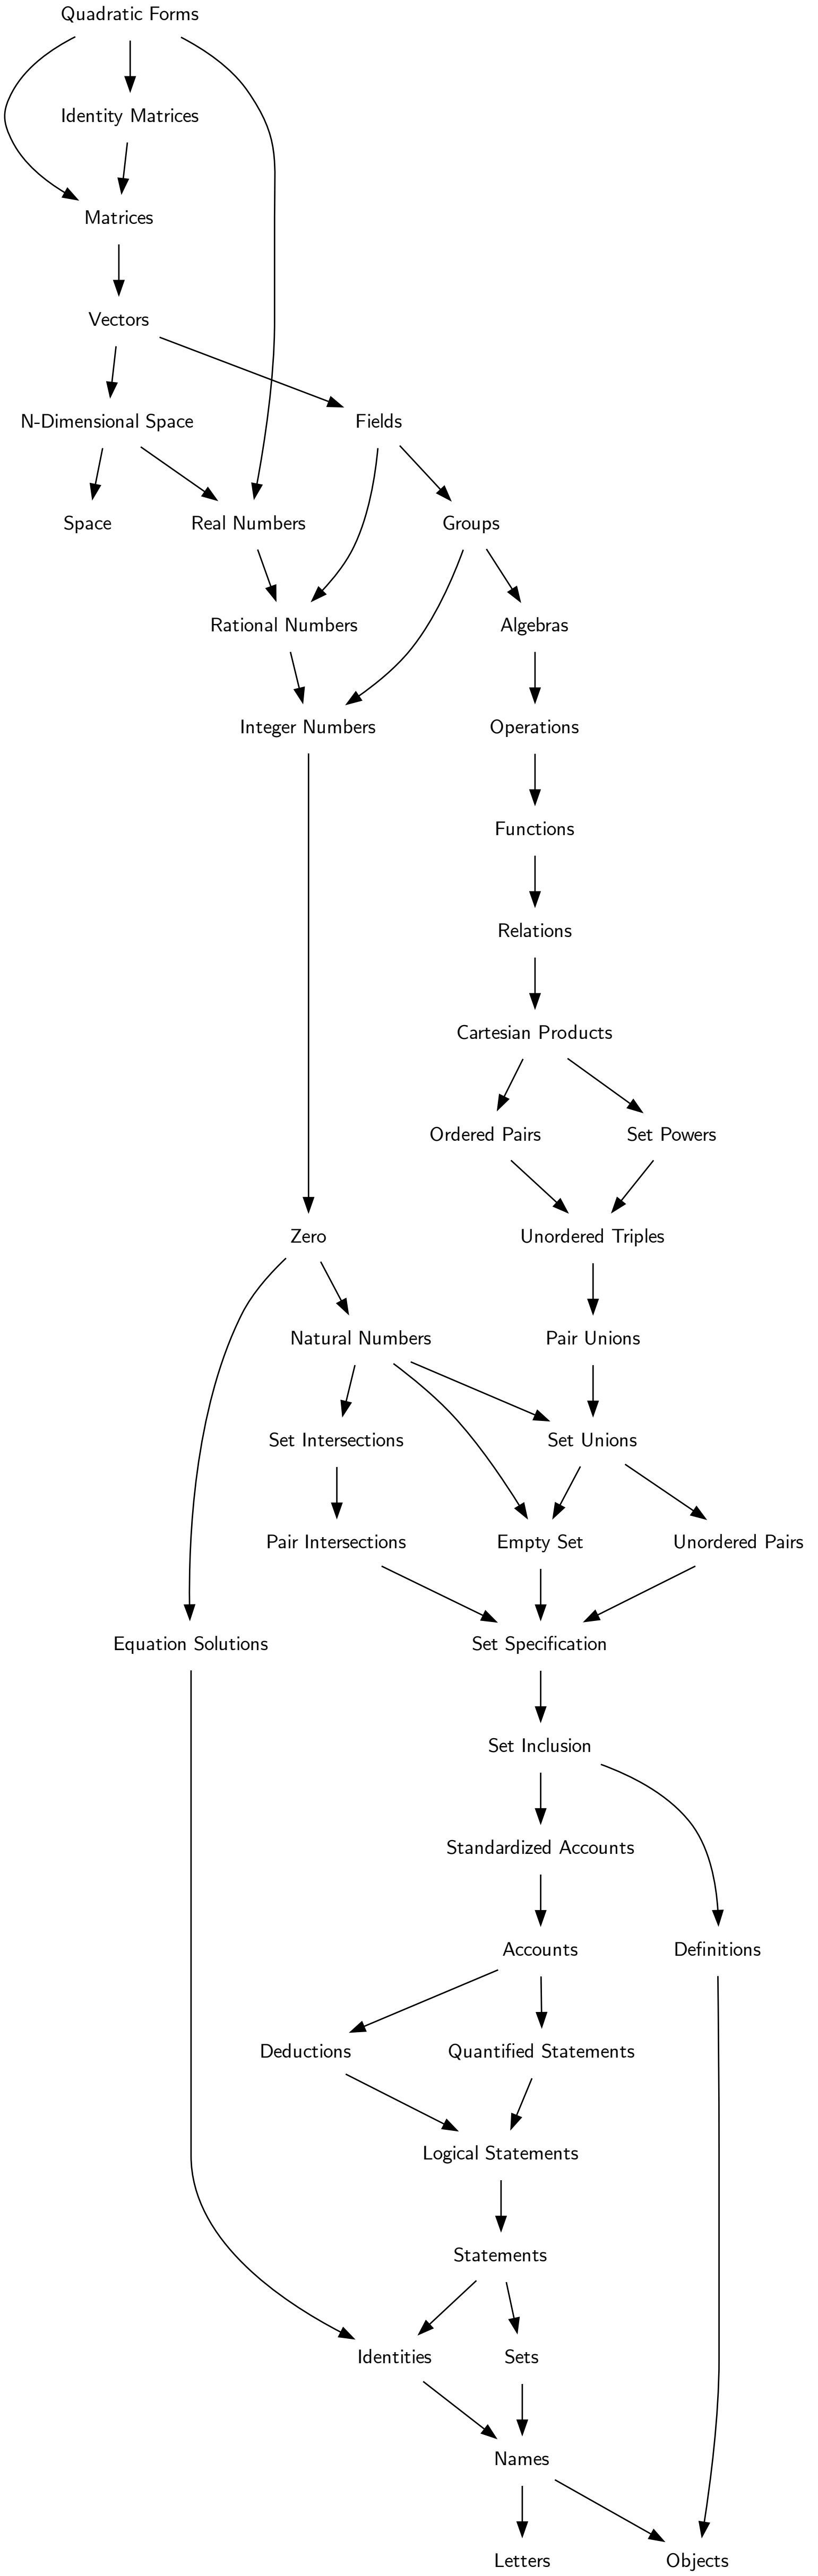 Quadratic Forms
Identity Matrices
Matrices
Vectors
N-Dimensional Space
Fields
Space
Real Numbers
Groups
Rational Numbers
Algebras
Integer Numbers
Operations
Functions
Relations
Cartesian Products
Ordered Pairs
Set Powers
Zero
Unordered Triples
Natural Numbers
Pair Unions
Set Intersections
Set Unions
Pair Intersections
Empty Set
Unordered Pairs
Equation Solutions
Set Specification
Set Inclusion
Standardized Accounts
Accounts
Definitions
Deductions
Quantified Statements
Logical Statements
Statements
Identities
Sets
Names
Letters
Objects